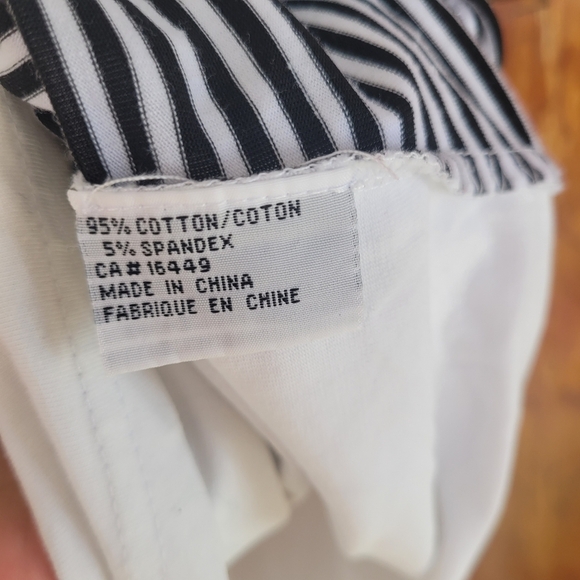 95% COTTON/COTON
5% SPANDEX
CA# 16449
MADE IN CHINA
FABRIQUE EN CHINE